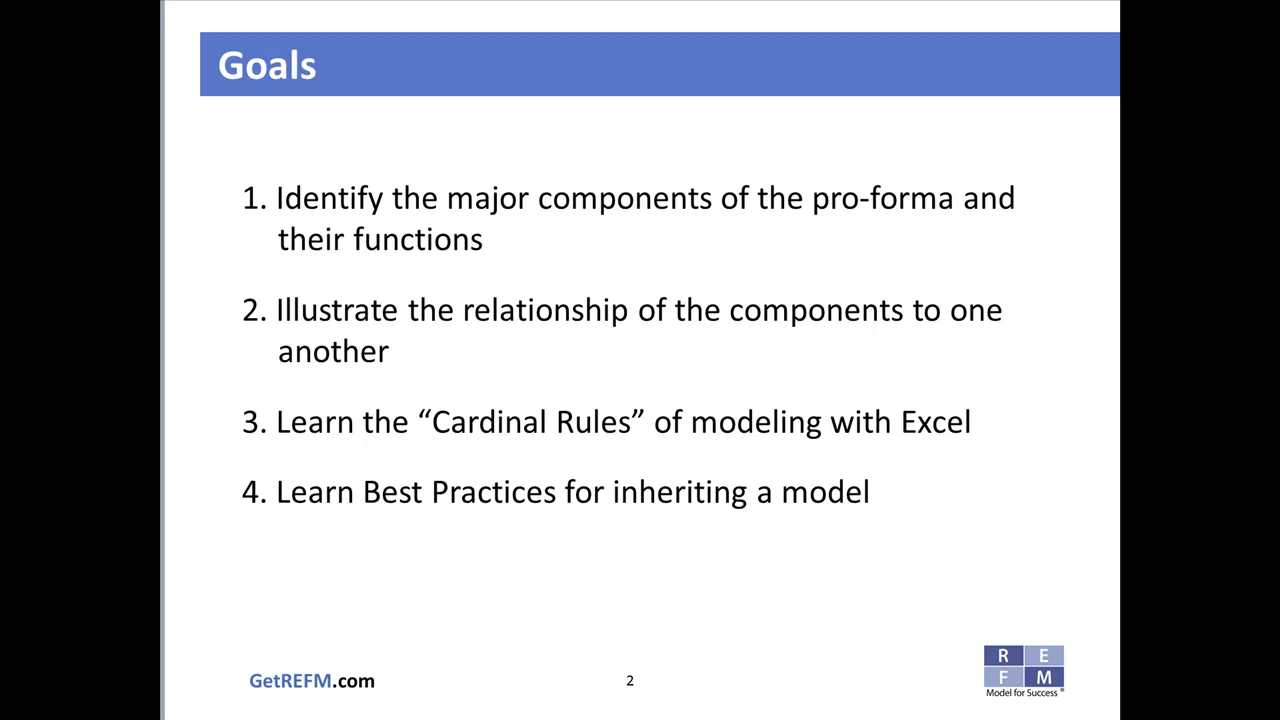 Goals
1. Identify the major components of the pro-forma and
their functions
2. Illustrate the relationship of the components to one
another
3. Learn the “Cardinal Rules” of modeling with Excel
4. Learn Best Practices for inheriting a model
GetREFM.com
2
R E
F M
Model for Success ®